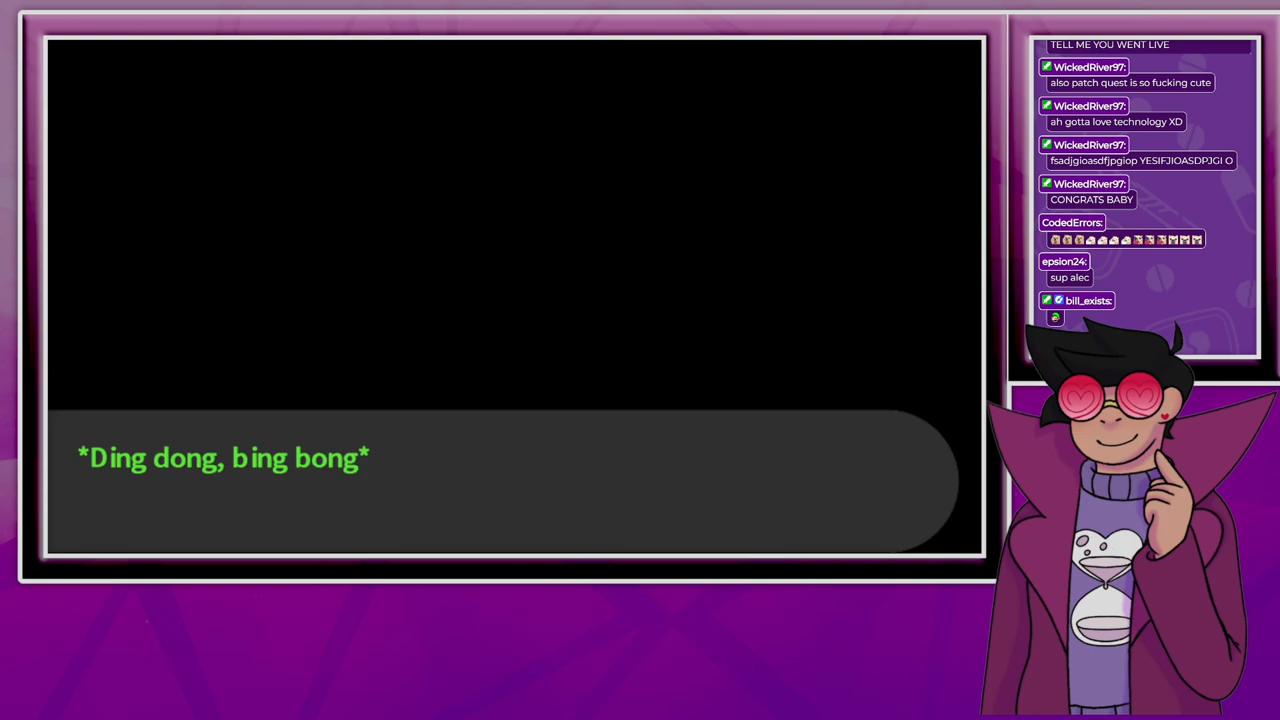 *Ding dong, bing bong*
TELL ME YOU WENT LIVE
WickedRiver97:
also patch quest is so fucking cute
WickedRiver97:
ah gotta love technology XD
WickedRiver97:
fsadjgioasdfjpgiop YESIFJIOASDPJGI O
WickedRiver97:
CONGRATS BABY
CodedErrors:
epsion24:
sup alec
bill_exists: